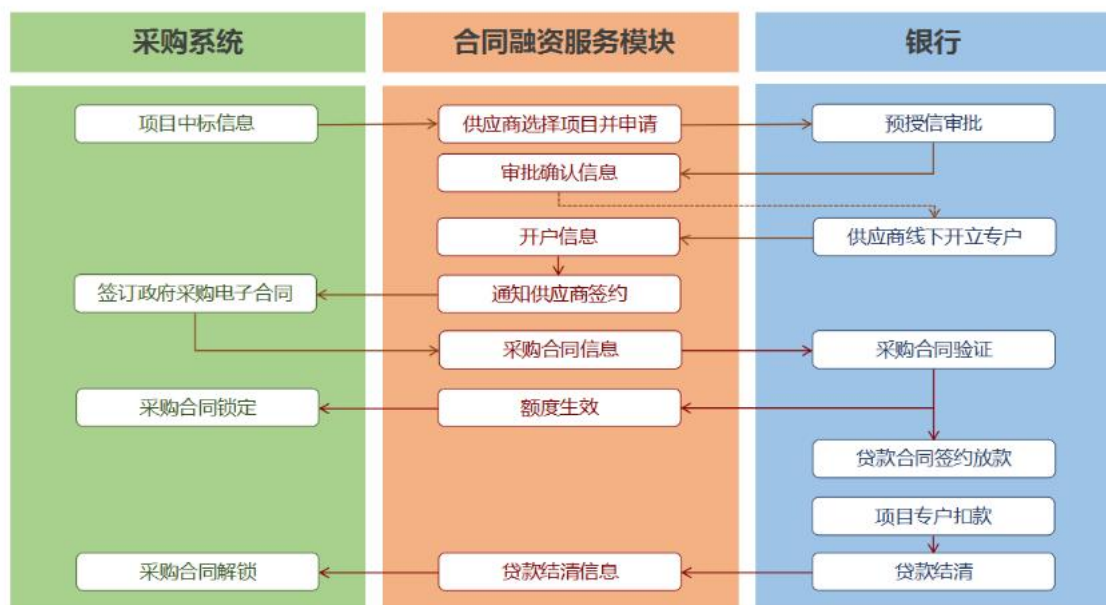 采购系统
合同融资服务模块
银行
项目中标信息
供应商选择项目并申请
预授信审批
审批确认信息
开户信息
供应商线下开立专户
签订政府采购电子合同
通知供应商签约
采购合同信息
采购合同验证
采购合同锁定
额度生效
贷款合同签约放款
项目专户扣款
采购合同解锁
贷款结清信息
贷款结清